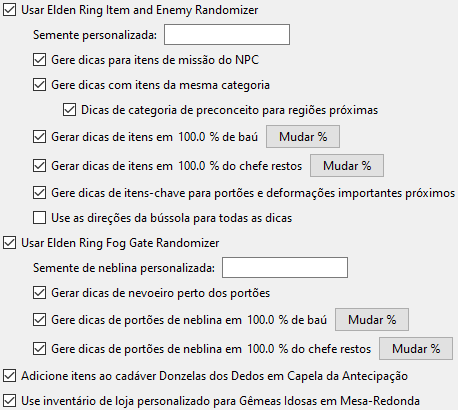 Usar Elden Ring Item and Enemy Randomizer
Semente personalizada:
Gere dicas para itens de missão do NPC
Gere dicas com itens da mesma categoria
Dicas de categoria de preconceito para regiões próximas
Gerar dicas de itens em 100.0 % de baú Mudar %
Gerar dicas de itens em 100.0 % do chefe restos Mudar %
Gere dicas de itens-chave para portões e deformações importantes próximos
Use as direções da bússola para todas as dicas
Usar Elden Ring Fog Gate Randomizer
Semente de neblina personalizada:
Gerar dicas de nevoeiro perto dos portões
Gere dicas de portões de neblina em 100.0 % de baú Mudar %
Gere dicas de portões de neblina em 100.0 % do chefe restos Mudar %
Adicione itens ao cadáver Donzelas dos Dedos em Capela da Antecipação
Use inventário de loja personalizado para Gêmeas Idosas em Mesa-Redonda